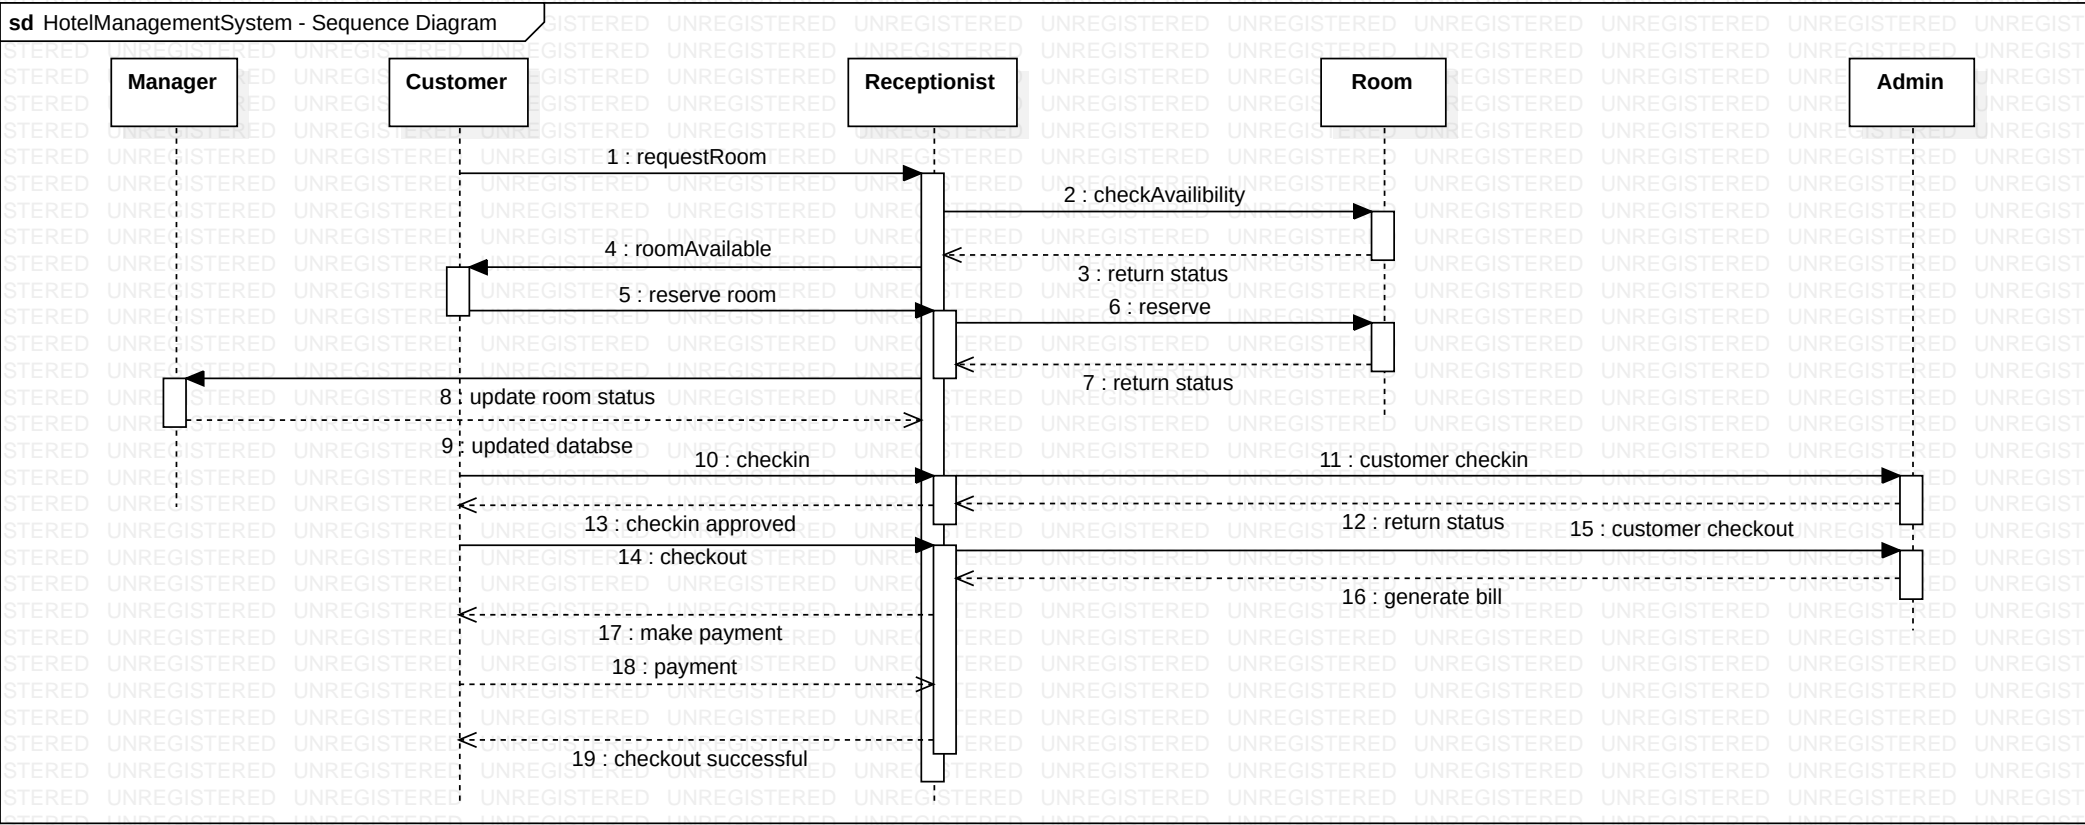 sd HotelManagementSystem - Sequence Diagram
Manager
Customer
Receptionist
Room
Admin
1 : requestRoom
2 : checkAvailibility
4 : roomAvailable
3 : return status
5 : reserve room
6 : reserve
7 : return status
8 : update room status
9 : updated databse
10 : checkin
11 : customer checkin
13 : checkin approved
12 : return status
15 : customer checkout
14 : checkout
16 : generate bill
17 : make payment
18 : payment
19 : checkout successful
UNREGISTERED